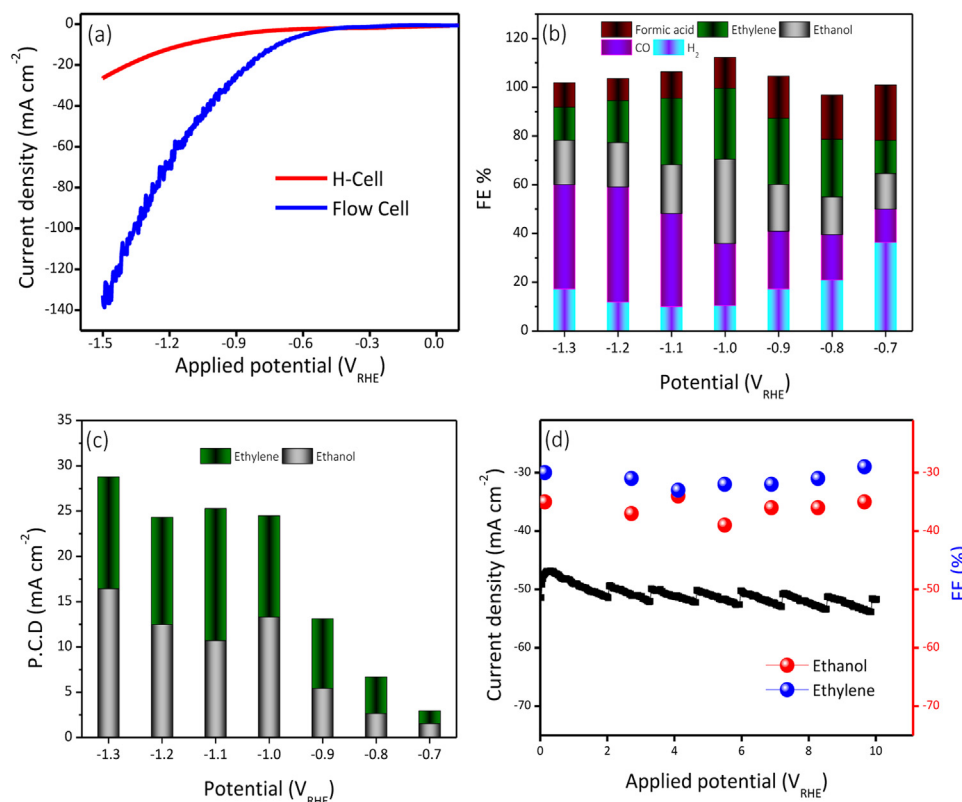 (a)
0
-20
-40
-60
-80
-100
-120
-140
Current density (mA cm-2)
H-Cell
Flow Cell
-1.5 -1.2 -0.9 -0.6 -0.3 0.0
Applied potential (VRHE)
(b)
Formic acid Ethylene Ethanol
CO H2
120
100
80
60
40
20
0
FE %
-1.3 -1.2 -1.1 -1.0 -0.9 -0.8 -0.7
Potential (VRHE)
(c)
Ethylene Ethanol
35
30
25
20
15
10
5
0
P.C.D (mA cm-2)
-1.3 -1.2 -1.1 -1.0 -0.9 -0.8 -0.7
Potential (VRHE)
(d)
-30
-40
-50
-60
-70
Current density (mA cm-2)
Ethanol
Ethylene
-30
-40
-50
-60
-70
FE (%)
0 2 4 6 8 10
Applied potential (VRHE)